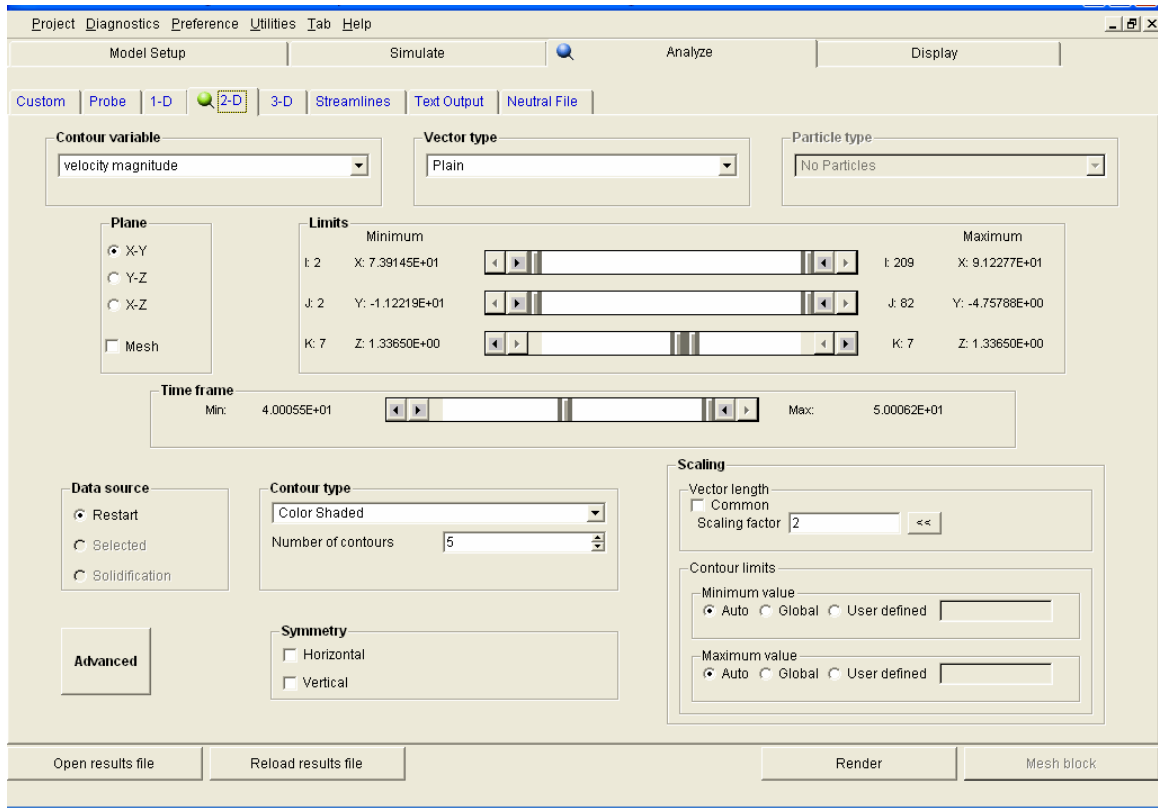 Project Diagnostics Preference Utilities Tab Help
Model Setup Simulate Analyze Display
Custom Probe 1-D 2-D 3-D Streamlines Text Output Neutral File
Contour variable Vector type Particle type
velocity magnitude Plain No Particles
Plane Limits
Minimum Maximum
X-Y I: 2 X: 7.39145E+01 I: 209 X: 9.12277E+01
Y-Z
X-Z J: 2 Y: -1.12219E+01 J: 82 Y: -4.75788E+00
Mesh K: 7 Z: 1.33650E+00 K: 7 Z: 1.33650E+00
Time frame
Min: 4.00055E+01 Max: 5.00062E+01
Scaling
Data source Contour type Vector length
Restart Color Shaded Common
Scaling factor 2 <<
Selected Number of contours 5
Solidification Contour limits
Minimum value
Auto Global User defined
Symmetry
Advanced Horizontal Maximum value
Vertical Auto Global User defined
Open results file Reload results file Render Mesh block